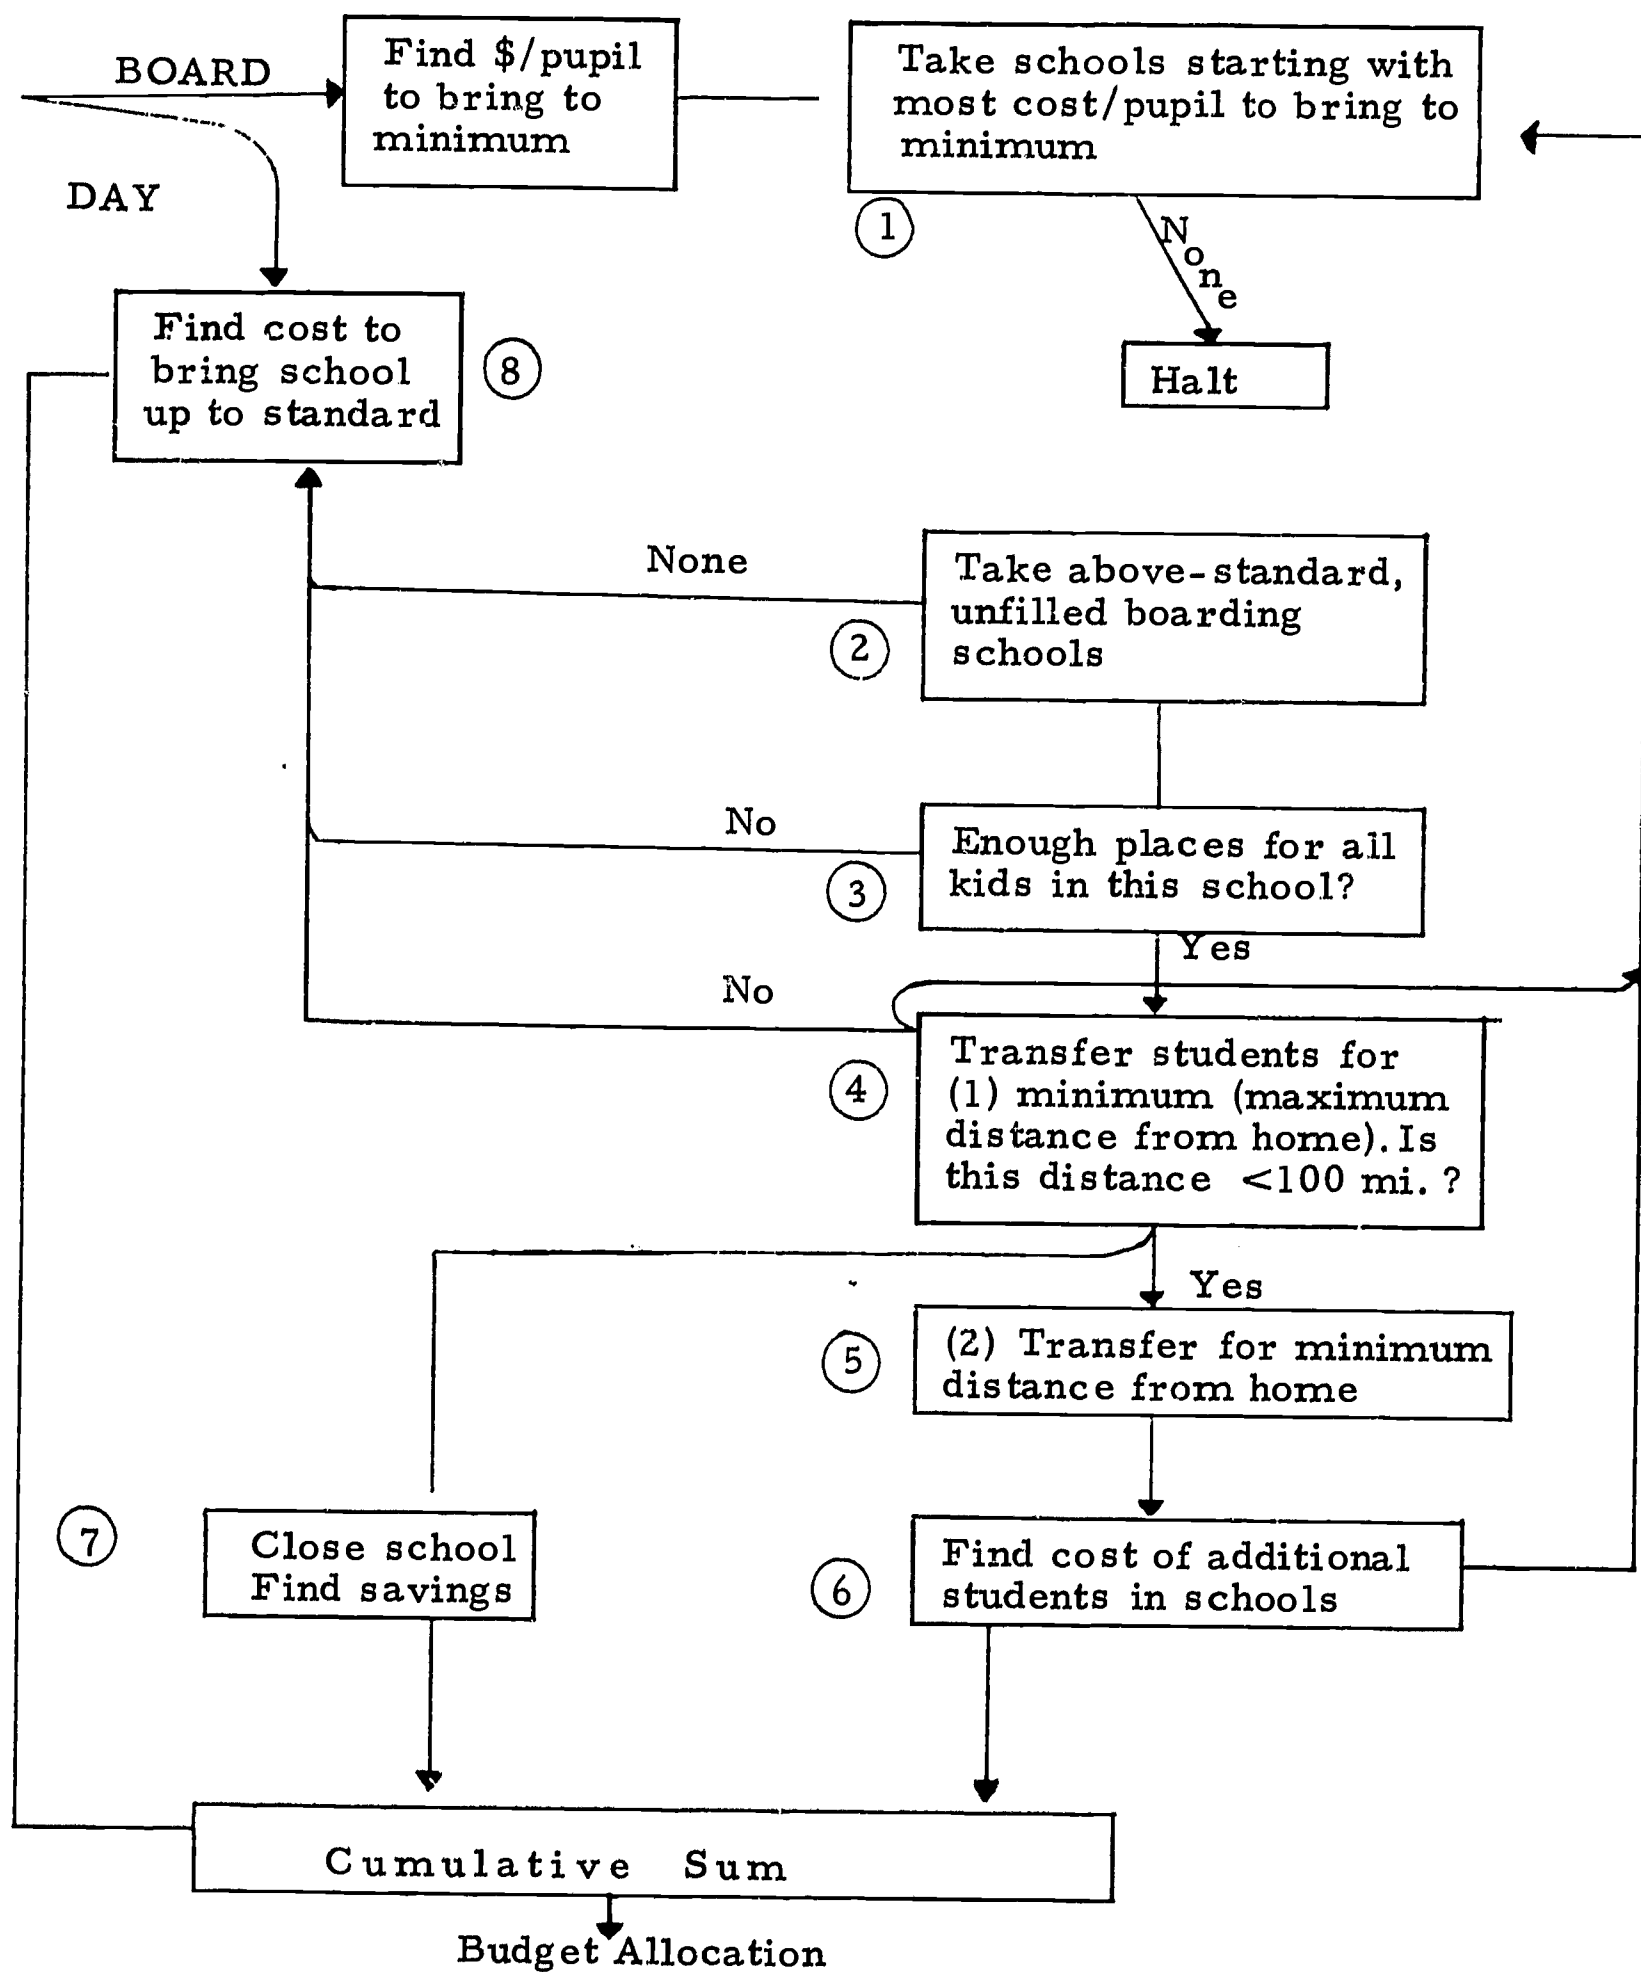 BOARD
DAY
Find $/pupil
to bring to
minimum
Take schools starting with
most cost/pupil to bring to
minimum
1
None
Halt
Find cost to
bring school
up to standard
8
None
Take above-standard,
unfilled boarding
schools
2
No
Enough places for all
kids in this school?
3
Yes
No
Transfer students for
(1) minimum (maximum
distance from home). Is
this distance <100 mi. ?
4
Yes
(2) Transfer for minimum
distance from home
5
7
Close school
Find savings
Find cost of additional
students in schools
6
Cumulative Sum
Budget Allocation